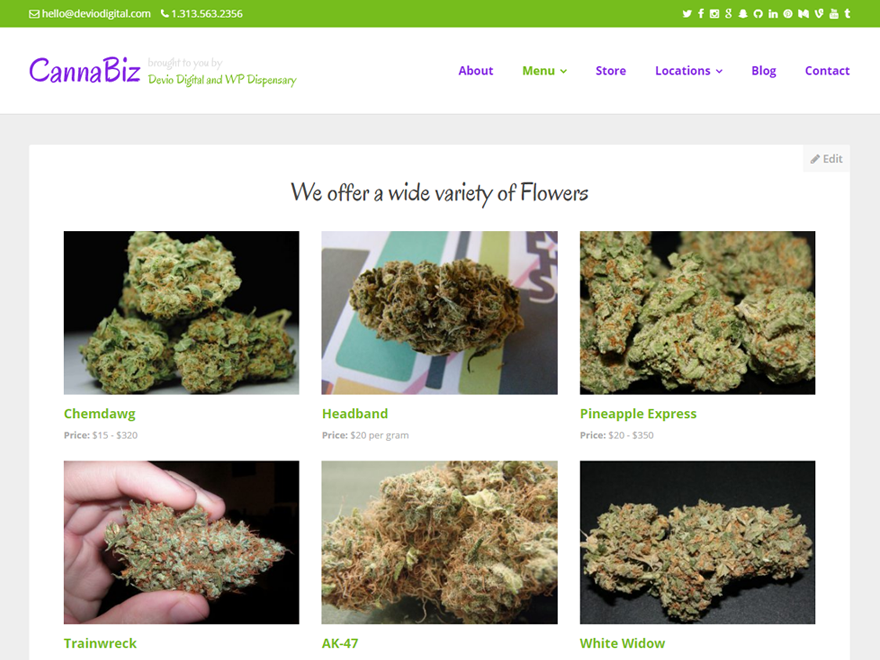 hello@deviodigital.com 1.313.563.2356
CannaBiz
brought to you by
Devio Digital and WP Dispensary
About Menu Store Locations Blog Contact
Edit
We offer a wide variety of Flowers
Chemdawg Headband Pineapple Express
Price: $15 - $320 Price: $20 per gram Price: $20 - $350
Trainwreck AK-47 White Widow